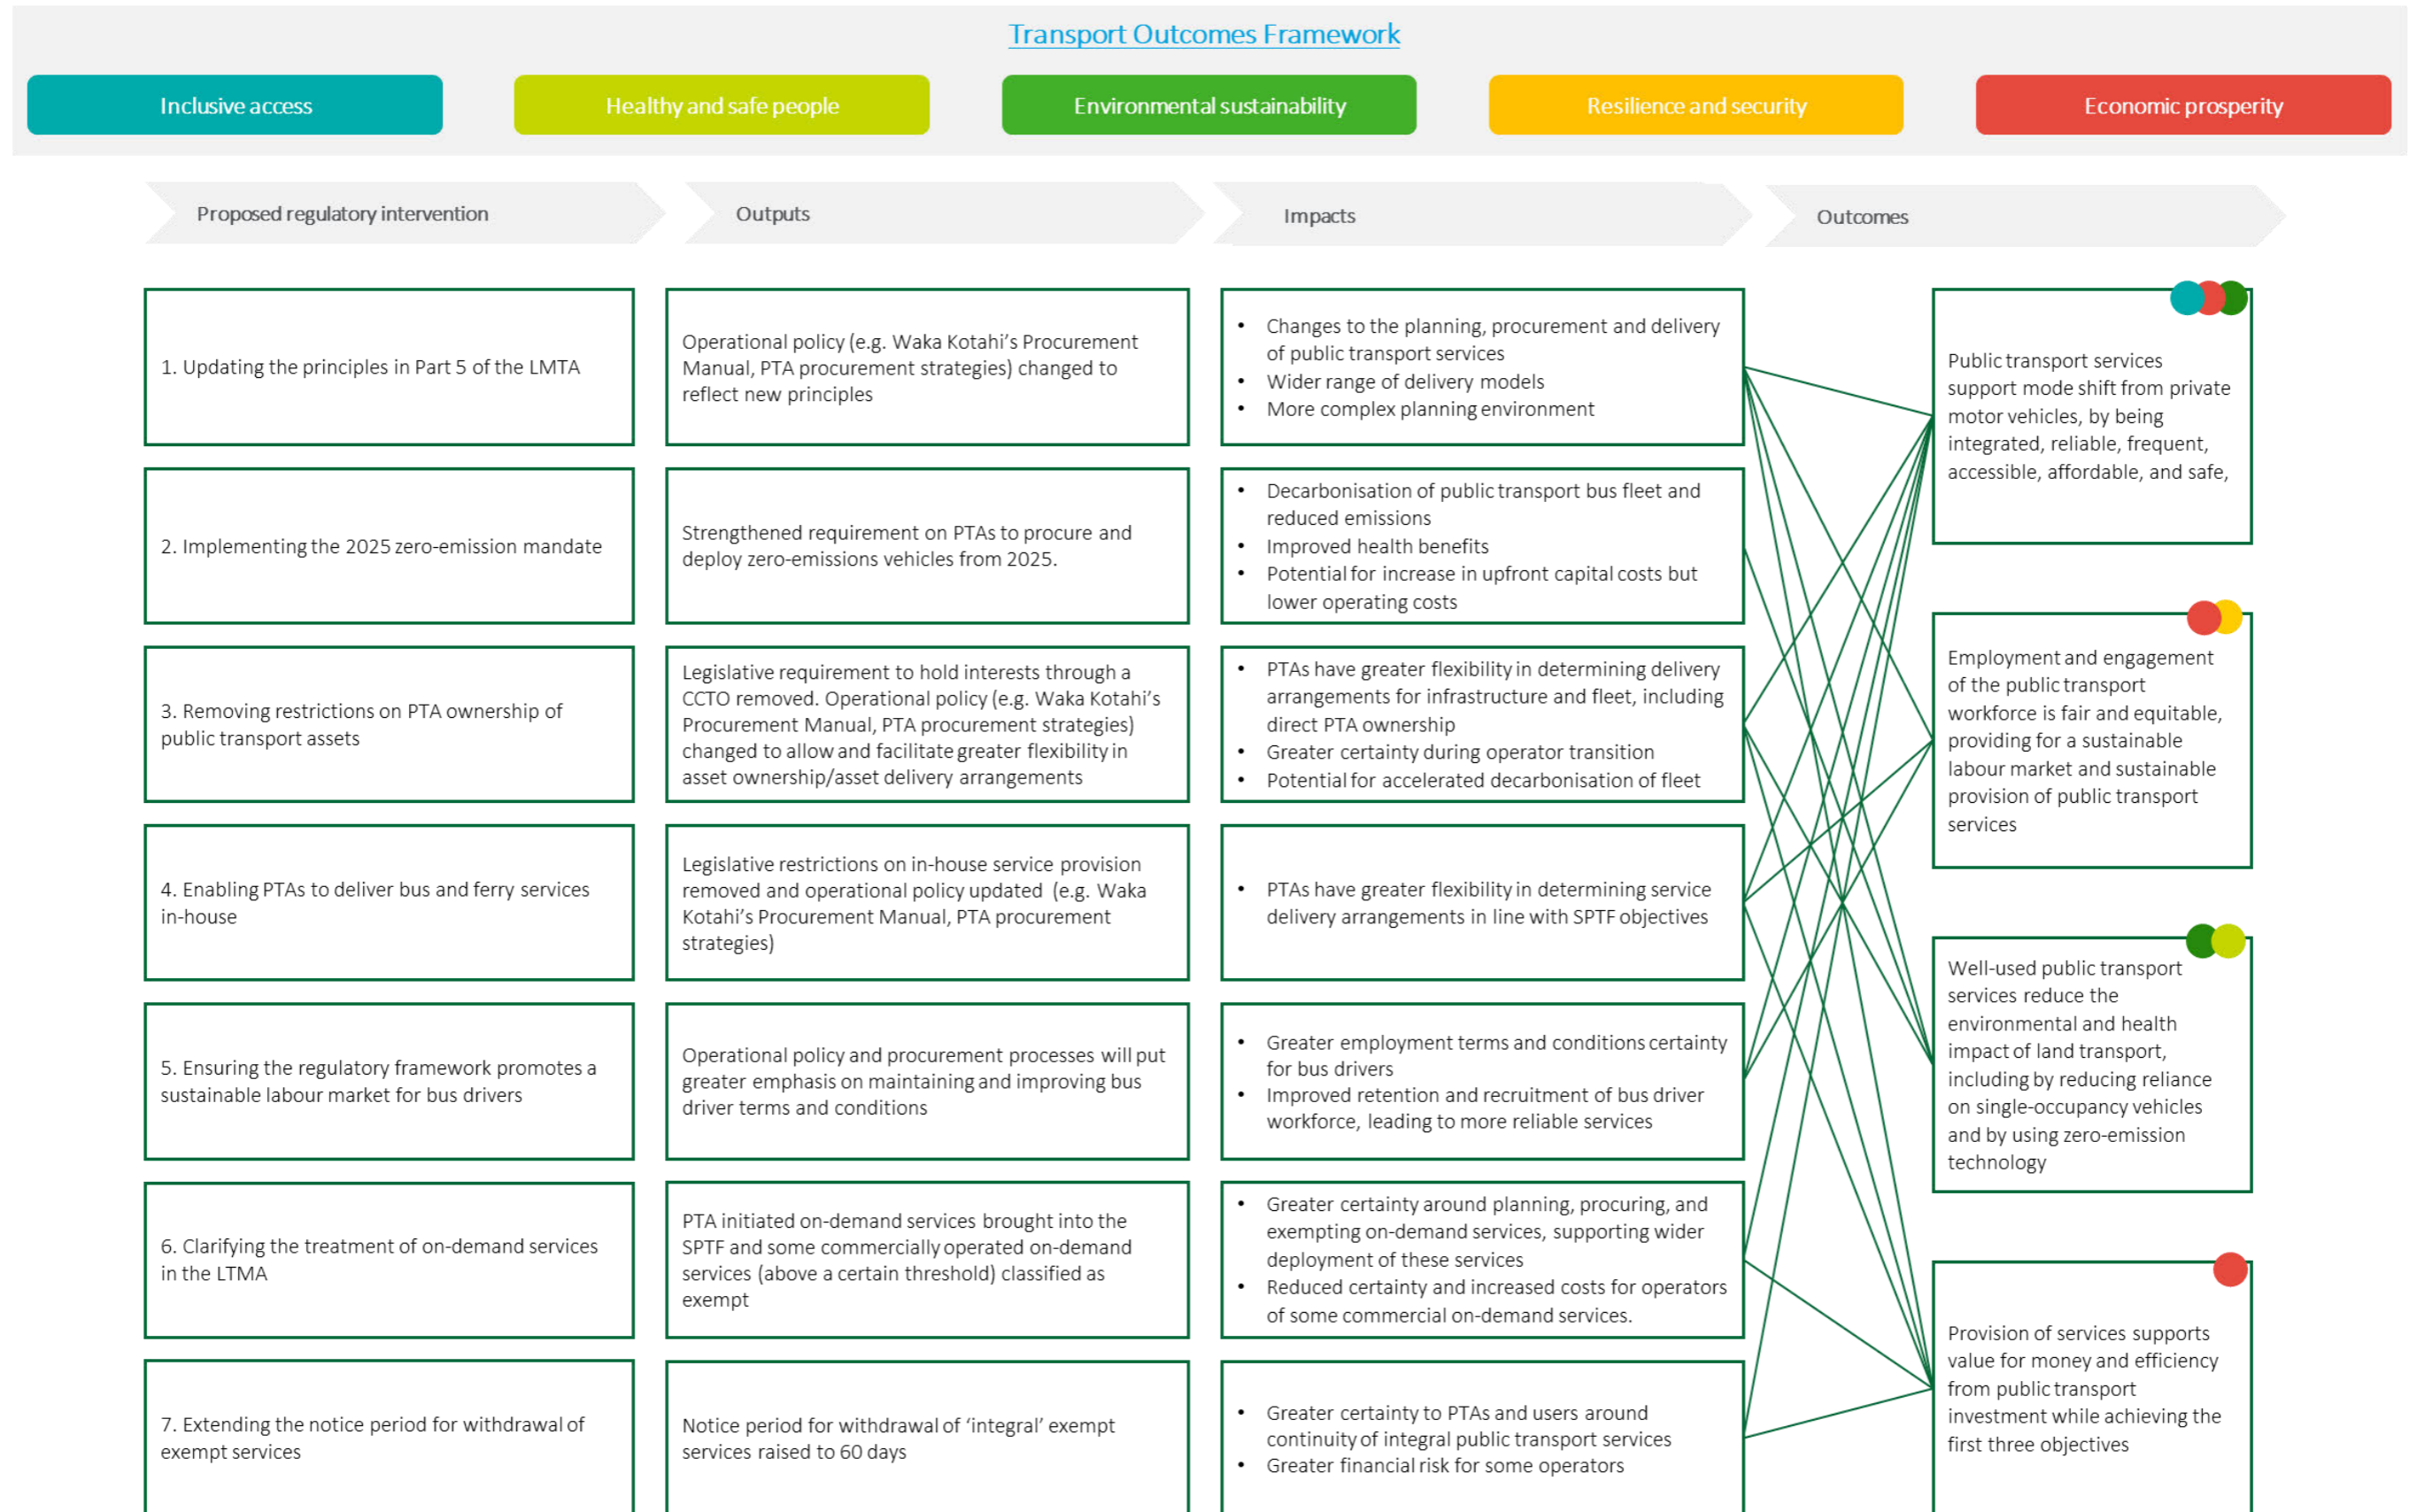 Transport Outcomes Framework
Inclusive access
Healthy and safe people
Environmental sustainability
Resilience and security
Economic prosperity
Proposed regulatory intervention
Outputs
Impacts
Outcomes
1. Updating the principles in Part 5 of the LMTA
Operational policy (e.g. Waka Kotahi's Procurement
Manual, PTA procurement strategies) changed to
reflect new principles
• Changes to the planning, procurement and delivery
of public transport services
• Wider range of delivery models
• More complex planning environment
2. Implementing the 2025 zero-emission mandate
Strengthened requirement on PTAs to procure and
deploy zero-emissions vehicles from 2025.
• Decarbonisation of public transport bus fleet and
reduced emissions
• Improved health benefits
• Potential for increase in upfront capital costs but
lower operating costs
3. Removing restrictions on PTA ownership of
public transport assets
Legislative requirement to hold interests through a
CCTO removed. Operational policy (e.g. Waka Kotahi's
Procurement Manual, PTA procurement strategies)
changed to allow and facilitate greater flexibility in
asset ownership/asset delivery arrangements
• PTAs have greater flexibility in determining delivery
arrangements for infrastructure and fleet, including
direct PTA ownership
• Greater certainty during operator transition
• Potential for accelerated decarbonisation of fleet
4. Enabling PTAs to deliver bus and ferry services
in-house
Legislative restrictions on in-house service provision
removed and operational policy updated (e.g. Waka
Kotahi's Procurement Manual, PTA procurement
strategies)
• PTAs have greater flexibility in determining service
delivery arrangements in line with SPTF objectives
5. Ensuring the regulatory framework promotes a
sustainable labour market for bus drivers
Operational policy and procurement processes will put
greater emphasis on maintaining and improving bus
driver terms and conditions
• Greater employment terms and conditions certainty
for bus drivers
• Improved retention and recruitment of bus driver
workforce, leading to more reliable services
6. Clarifying the treatment of on-demand services
in the LTMA
PTA initiated on-demand services brought into the
SPTF and some commercially operated on-demand
services (above a certain threshold) classified as
exempt
• Greater certainty around planning, procuring, and
exempting on-demand services, supporting wider
deployment of these services
• Reduced certainty and increased costs for operators
of some commercial on-demand services.
7. Extending the notice period for withdrawal of
exempt services
Notice period for withdrawal of ‘integral’ exempt
services raised to 60 days
• Greater certainty to PTAs and users around
continuity of integral public transport services
• Greater financial risk for some operators
Public transport services
support mode shift from private
motor vehicles, by being
integrated, reliable, frequent,
accessible, affordable, and safe,
Employment and engagement
of the public transport
workforce is fair and equitable,
providing for a sustainable
labour market and sustainable
provision of public transport
services
Well-used public transport
services reduce the
environmental and health
impact of land transport,
including by reducing reliance
on single-occupancy vehicles
and by using zero-emission
technology
Provision of services supports
value for money and efficiency
from public transport
investment while achieving the
first three objectives